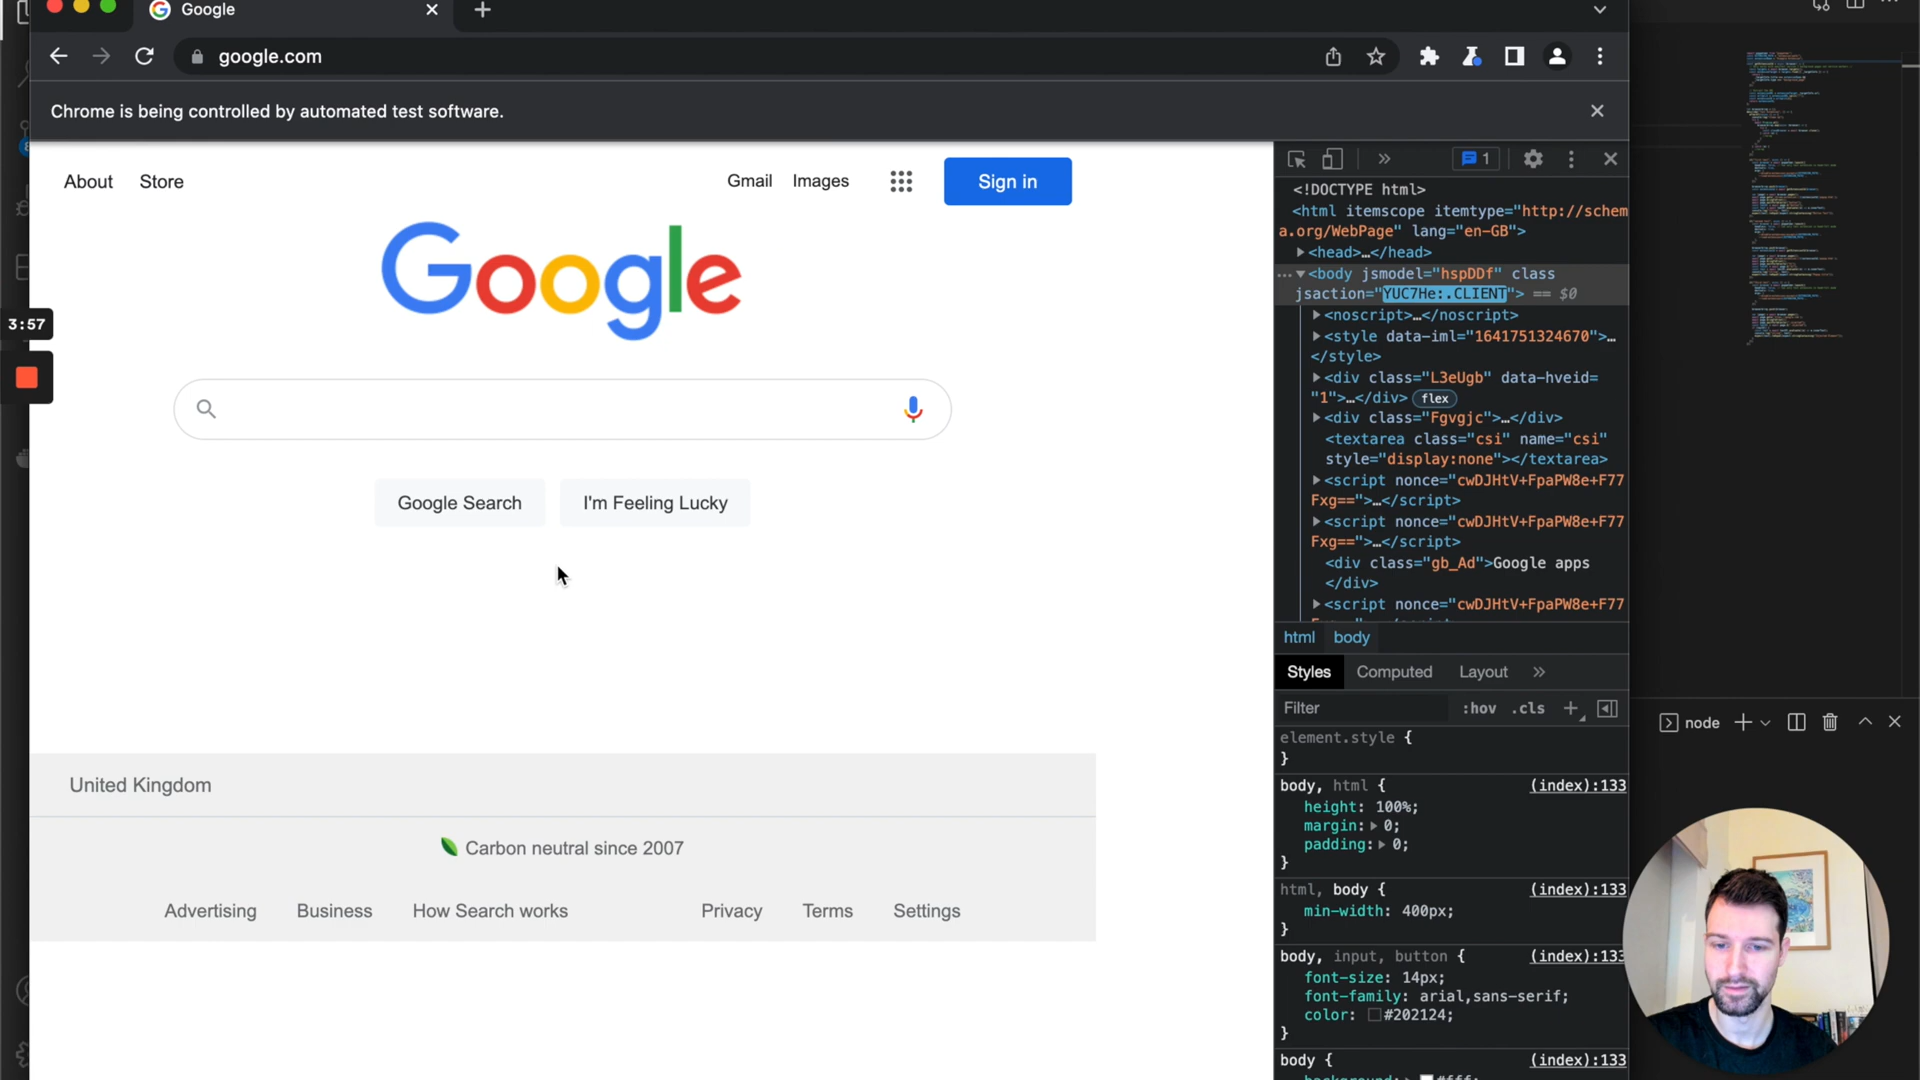 Google
google.com
Chrome is being controlled by automated test software.
About Store
Gmail Images
Sign in
Google
Google Search
I'm Feeling Lucky
3:57
United Kingdom
Carbon neutral since 2007
Advertising Business How Search works Privacy Terms Settings
1
<!DOCTYPE html>
<html itemscope itemtype="http://schem
a.org/WebPage" lang="en-GB">
<head>…</head>
<body jsmodel="hspDDf" class
jsaction="YUC7He:.CLIENT"> == $0
<noscript>…</noscript>
<style data-iml="1641751324670">…
</style>
<div class="L3eUgb" data-hveid=
"1">…</div> flex
<div class="Fgvgjc">…</div>
<textarea class="csi" name="csi"
style="display:none"></textarea>
<script nonce="cwDJHtV+FpaPW8e+F77
Fxg==">…</script>
<script nonce="cwDJHtV+FpaPW8e+F77
Fxg==">…</script>
<div class="gb_Ad">Google apps
</div>
<script nonce="cwDJHtV+FpaPW8e+F77
html body
Styles Computed Layout
Filter :hov .cls
element.style {
}
body, html { (index):133
height: 100%;
margin: 0;
padding: 0;
}
html, body { (index):133
min-width: 400px;
}
body, input, button { (index):133
font-size: 14px;
font-family: arial,sans-serif;
color: #202124;
}
body { (index):133
node